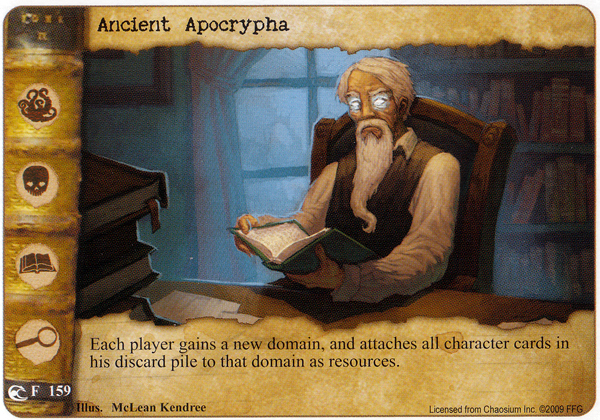 Ancient Apocrypha
Each player gains a new domain, and attaches all character cards in
his discard pile to that domain as resources.
F 159
Illus. McLean Kendree
Licensed from Chaosium Inc. ©2009 FFG